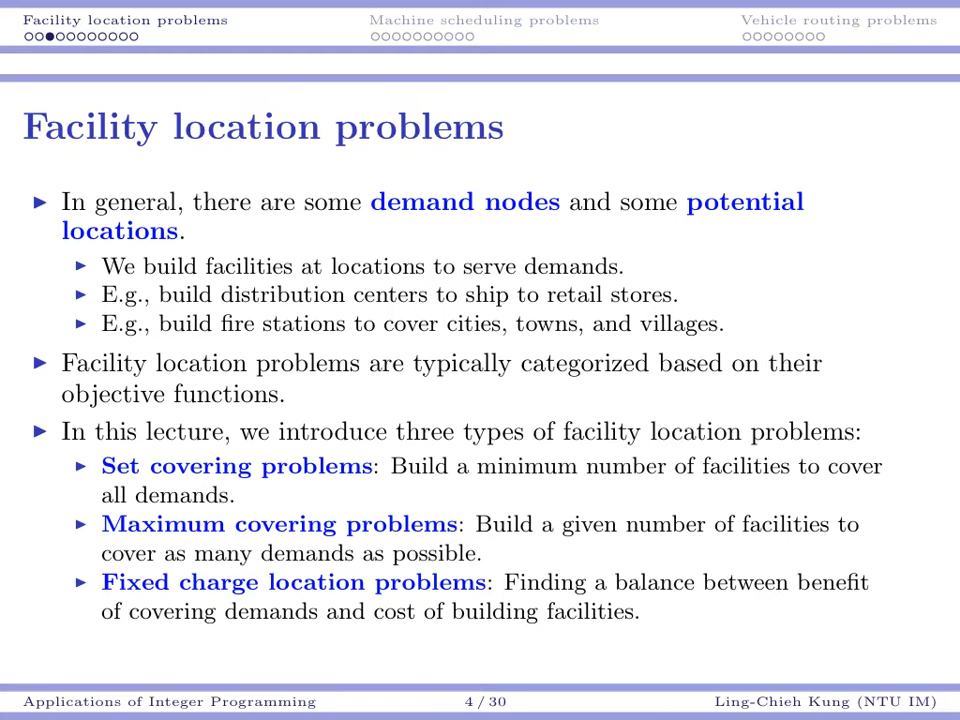 Facility location problems Machine scheduling problems Vehicle routing problems
Facility location problems
In general, there are some demand nodes and some potential
locations.
We build facilities at locations to serve demands.
E.g., build distribution centers to ship to retail stores.
E.g., build fire stations to cover cities, towns, and villages.
Facility location problems are typically categorized based on their
objective functions.
In this lecture, we introduce three types of facility location problems:
Set covering problems: Build a minimum number of facilities to cover
all demands.
Maximum covering problems: Build a given number of facilities to
cover as many demands as possible.
Fixed charge location problems: Finding a balance between benefit
of covering demands and cost of building facilities.
Applications of Integer Programming 4 / 30 Ling-Chieh Kung (NTU IM)